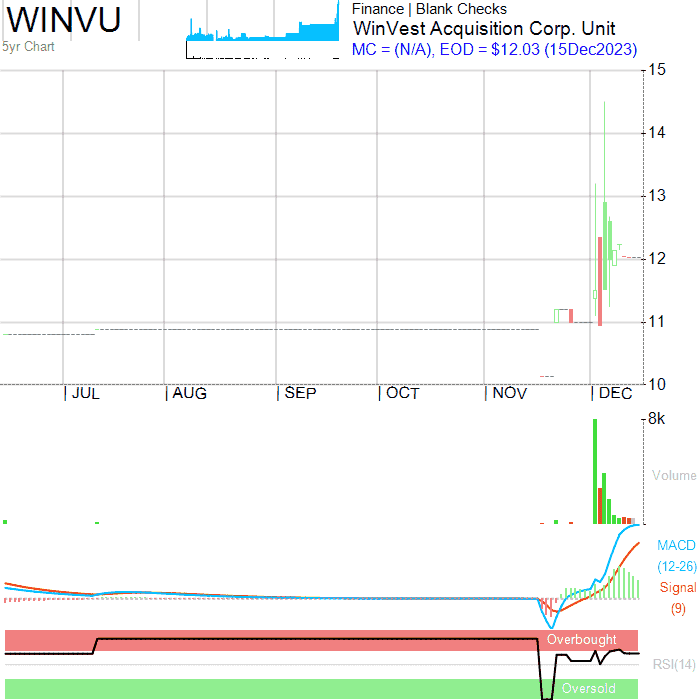 WINVU
5yr Chart
Finance | Blank Checks
WinVest Acquisition Corp. Unit
MC = (N/A), EOD = $12.03 (15Dec2023)
15
14
13
12
11
10
JUL
AUG
SEP
OCT
NOV
DEC
8k
Volume
MACD
(12-26)
Signal
(9)
Overbought
RSI(14)
Oversold